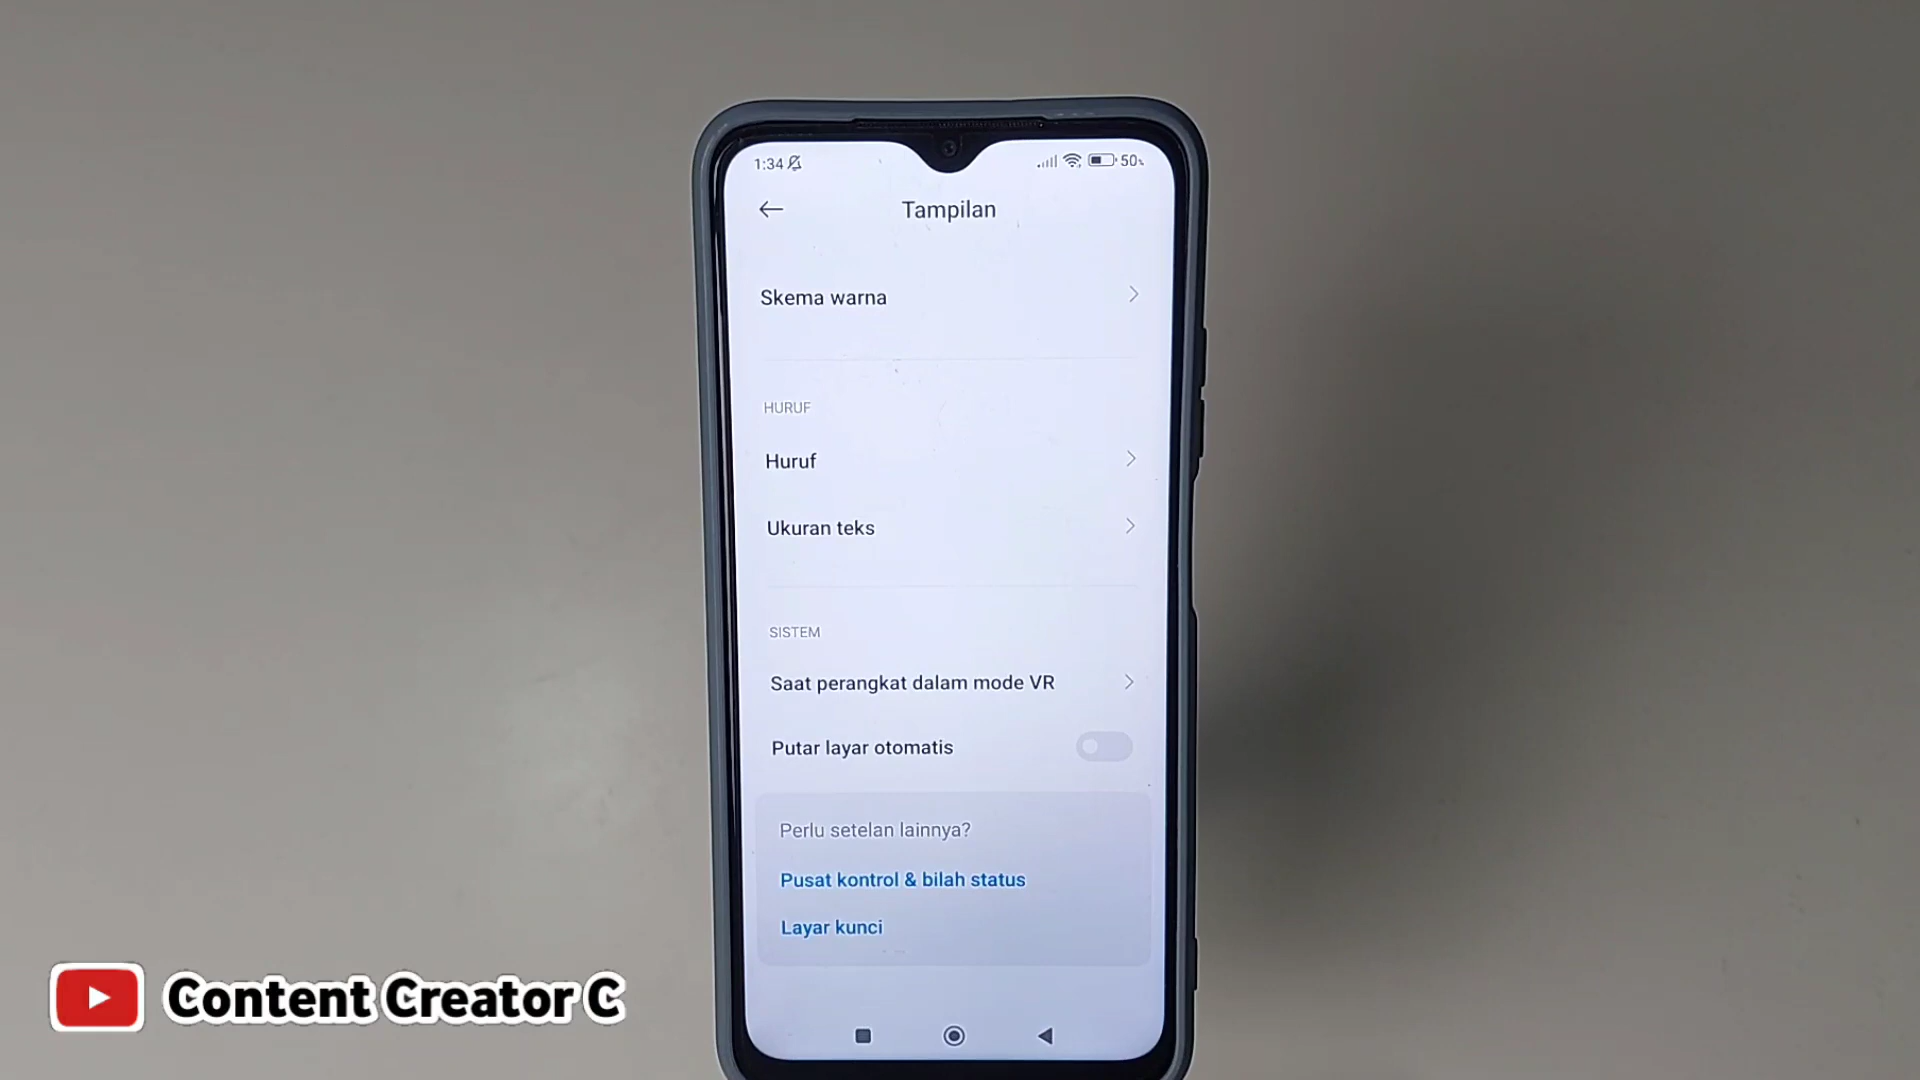 1:34 50%
Tampilan
Skema warna
HURUF
Huruf
Ukuran teks
SISTEM
Saat perangkat dalam mode VR
Putar layar otomatis
Perlu setelan lainnya?
Pusat kontrol & bilah status
Layar kunci
Content Creator C